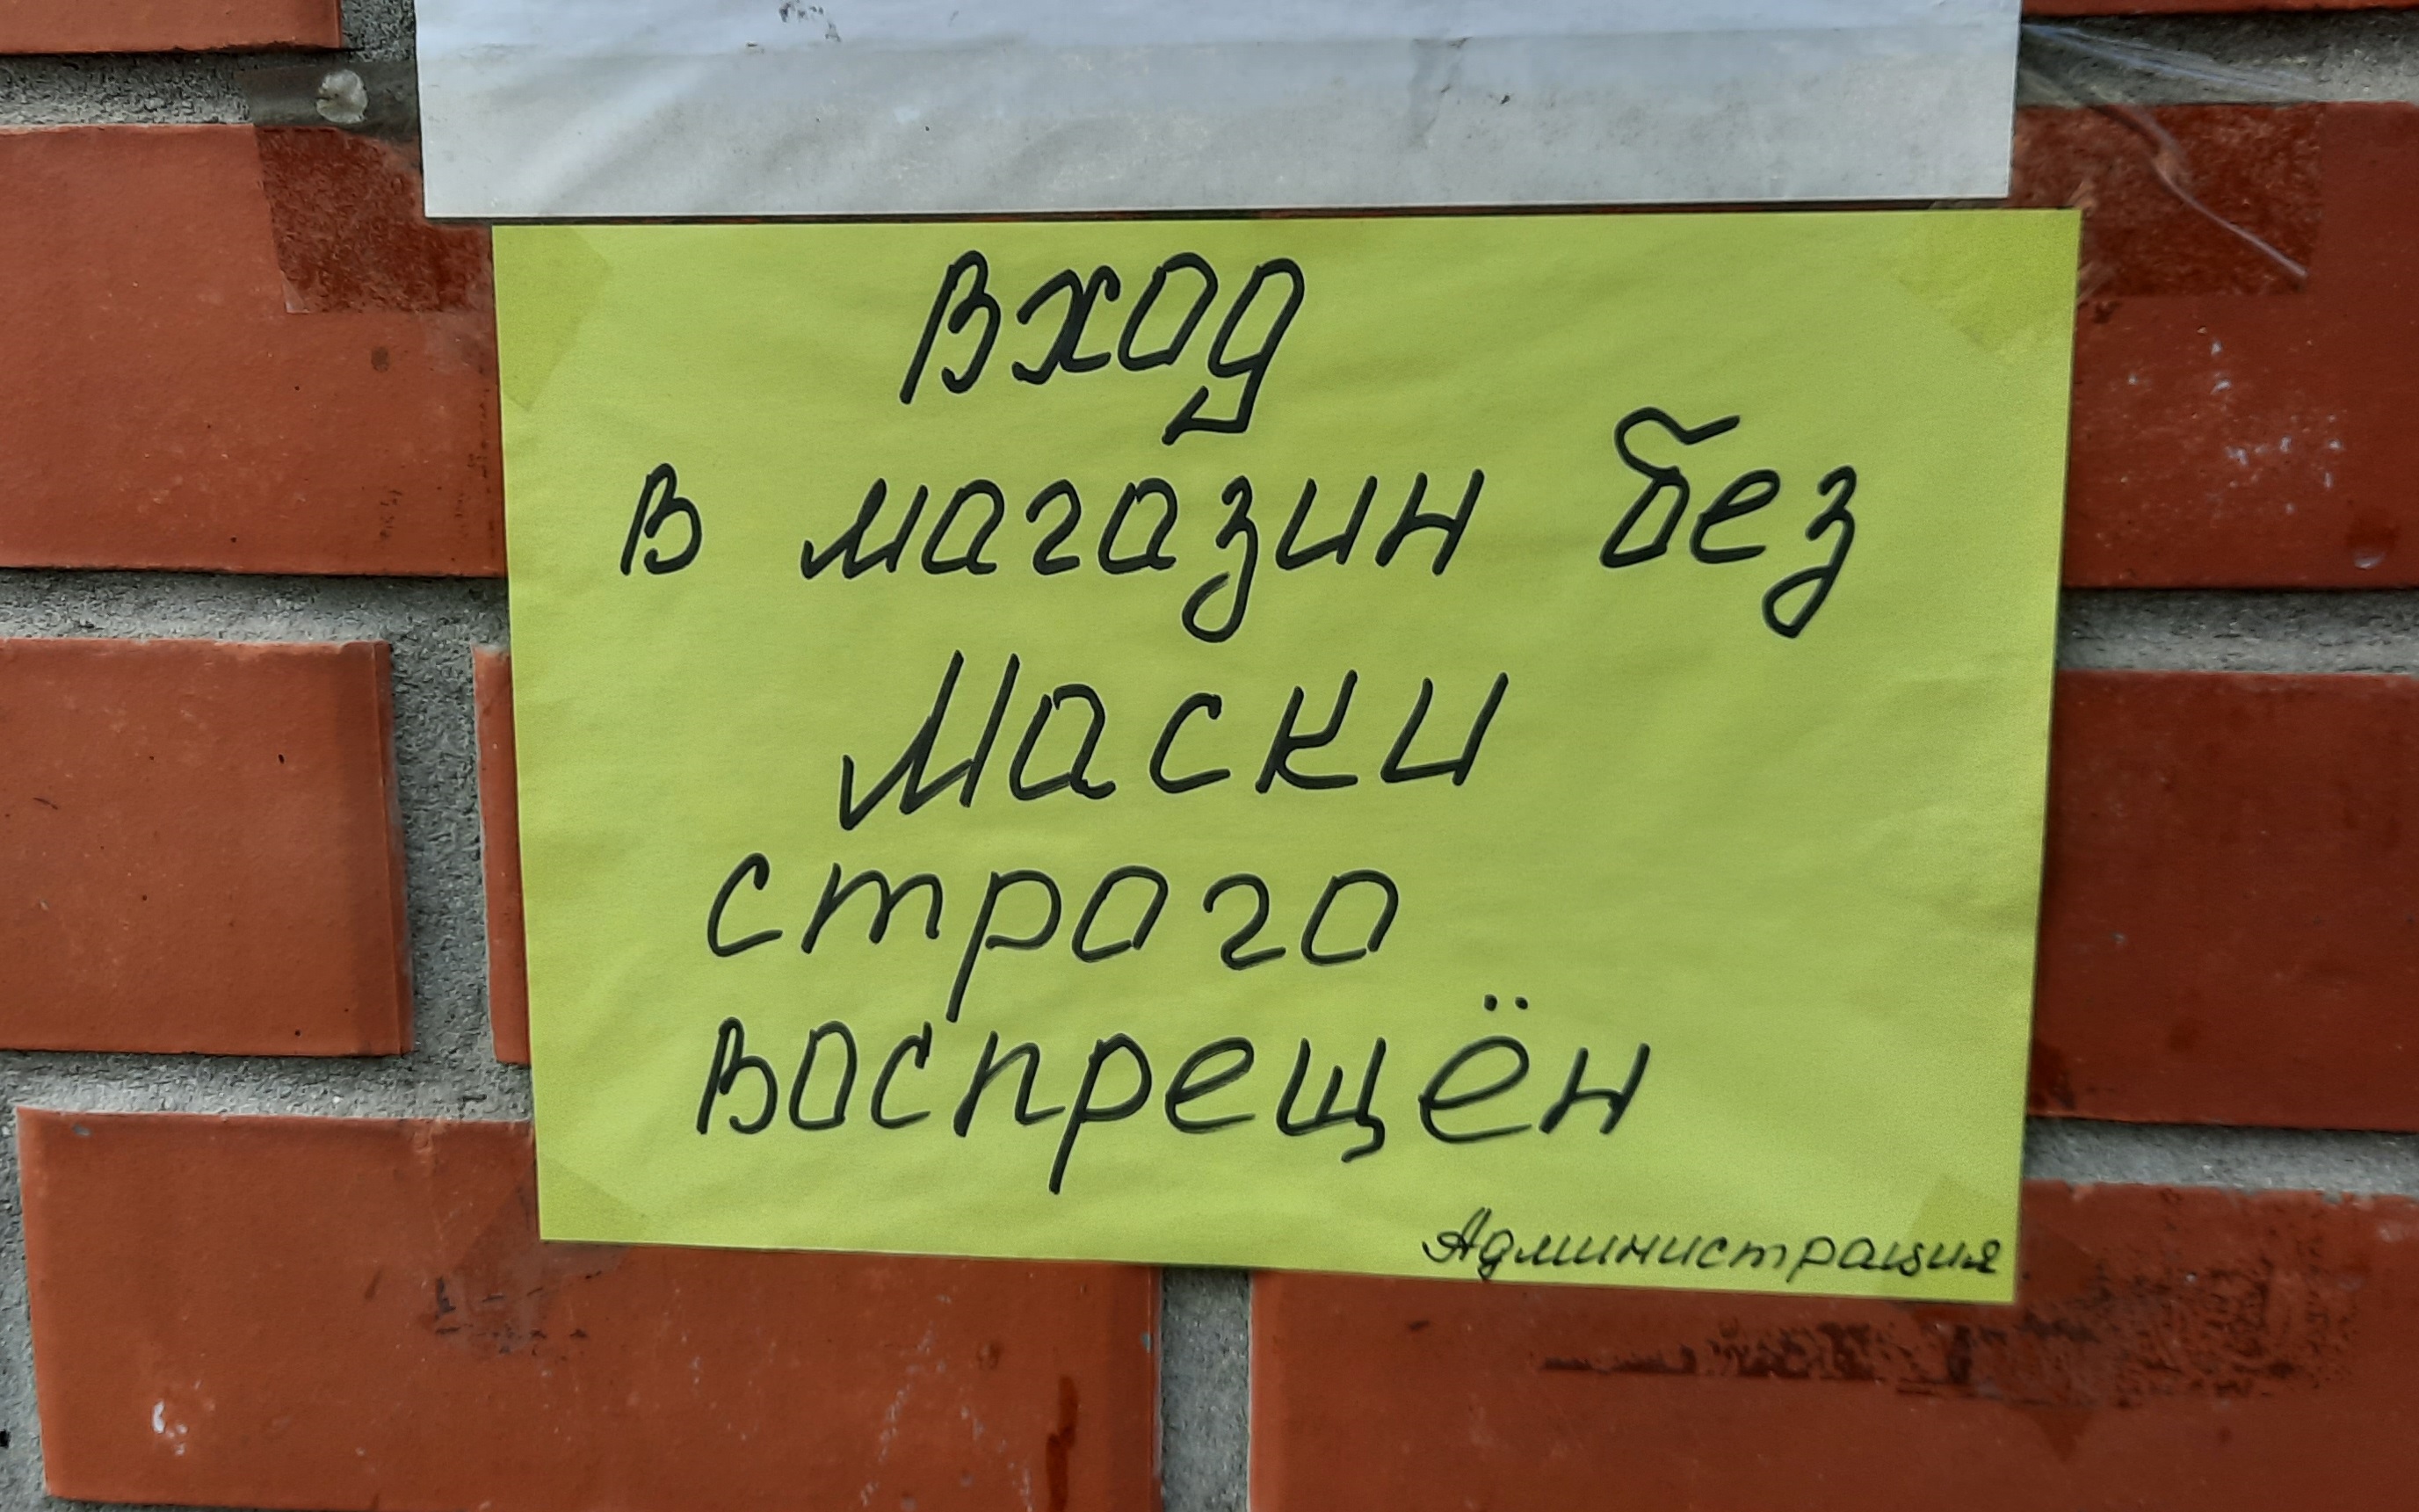 Вход
в магазин без
маски
строго
воспрещён
Администрация